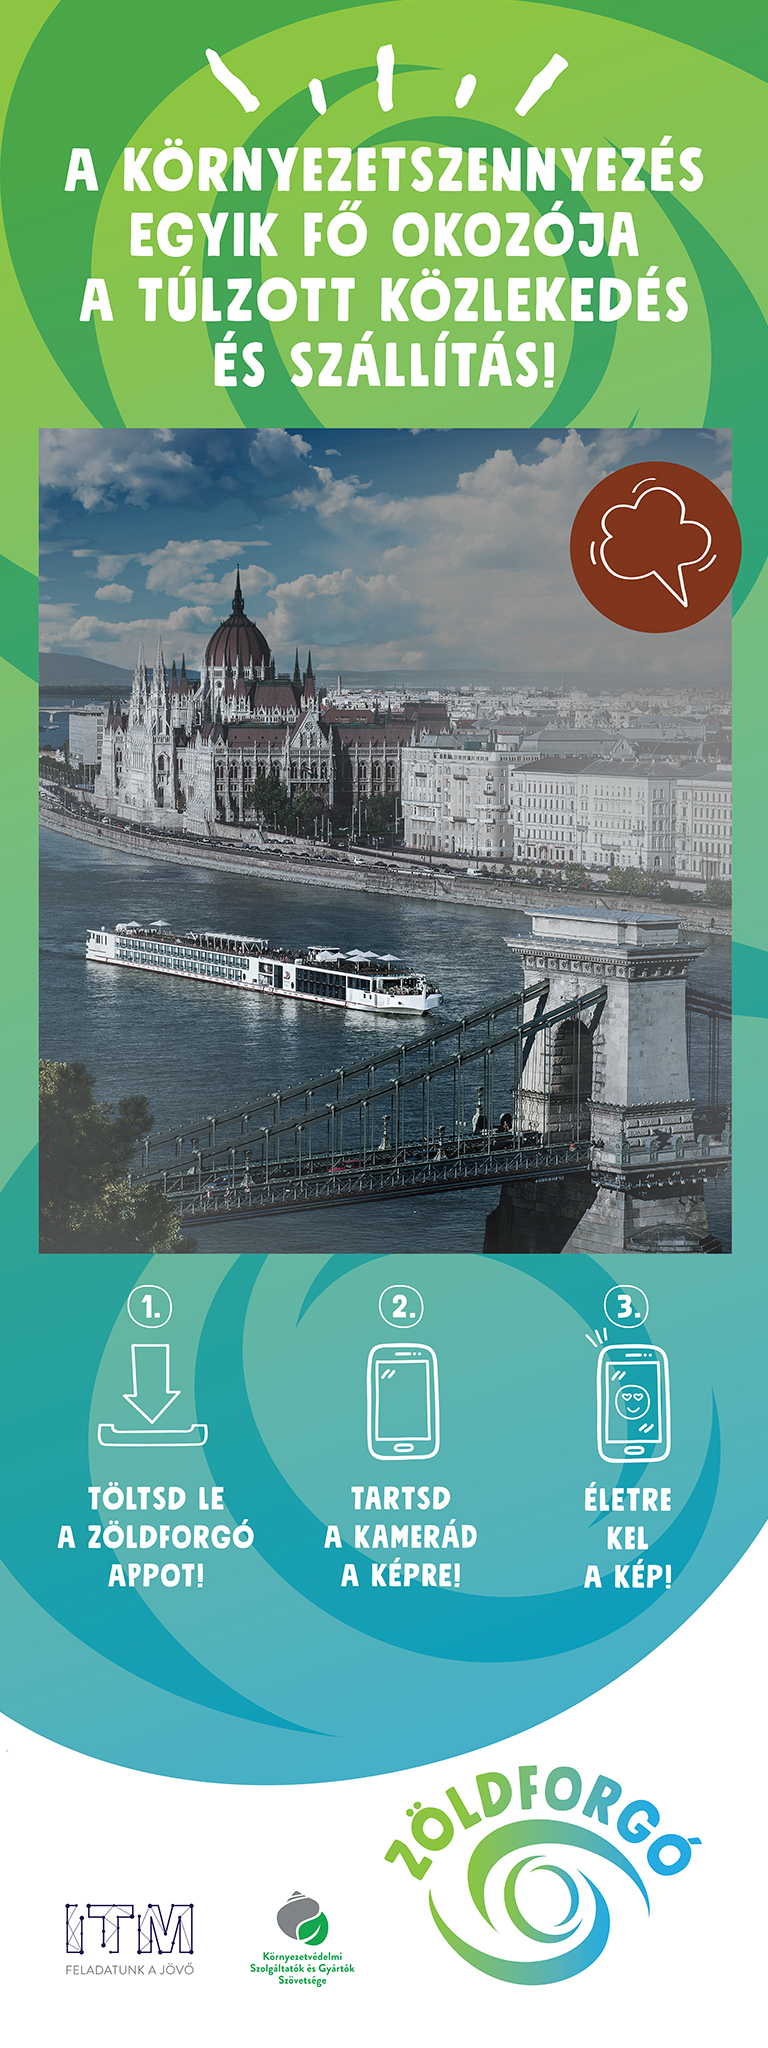 A KÖRNYEZETSZENNYEZÉS
EGYIK FŐ OKOZÓJA
A TÚLZOTT KÖZLEKEDÉS
ÉS SZÁLLÍTÁS!
1.
2.
3.
TÖLTSD LE
A ZÖLDFORGÓ
APPOT!
TARTSD
A KAMERÁD
A KÉPRE!
ÉLETRE
KEL
A KÉP!
ZÖLDFORGÓ
ITM
FELADATUNK A JÖVŐ
Környezetvédelmi
Szolgáltatók és Gyártók
Szövetsége